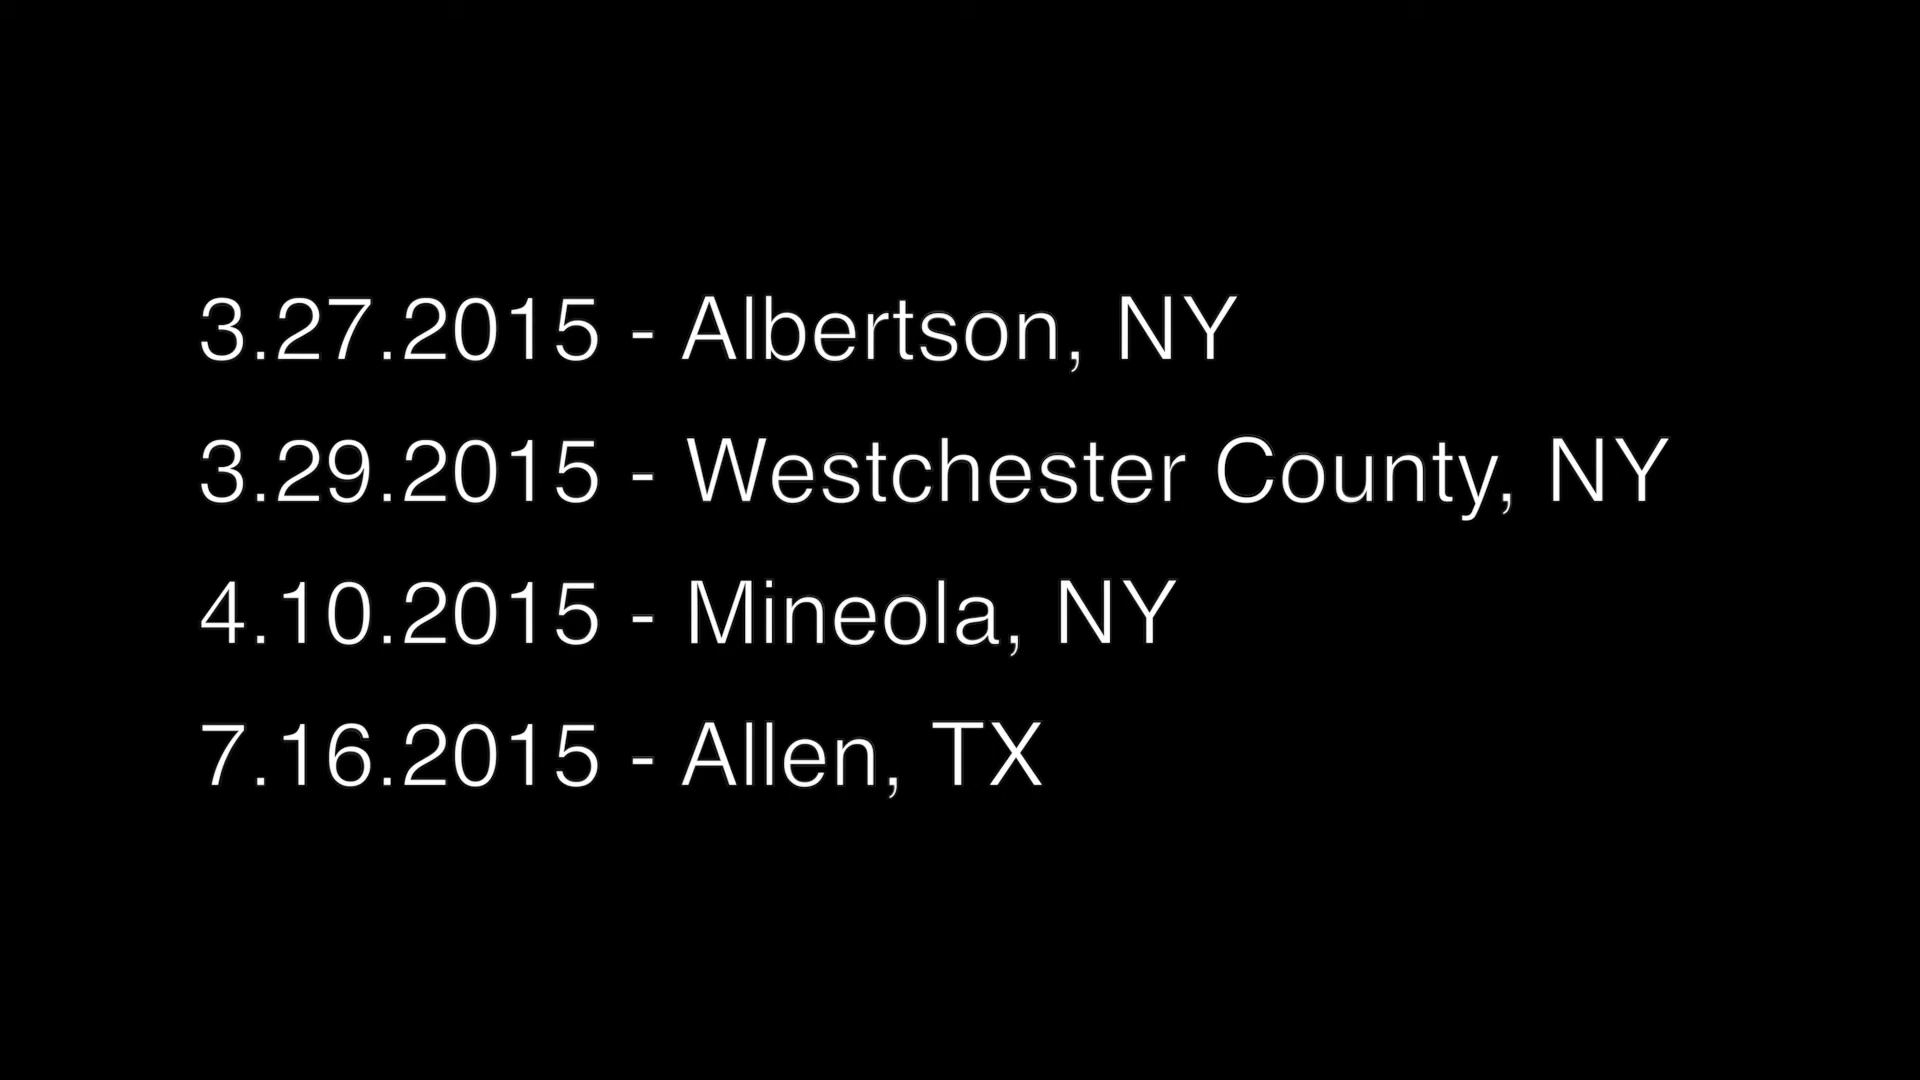 3.27.2015 - Albertson, NY
3.29.2015 - Westchester County, NY
4.10.2015 - Mineola, NY
7.16.2015 - Allen, TX